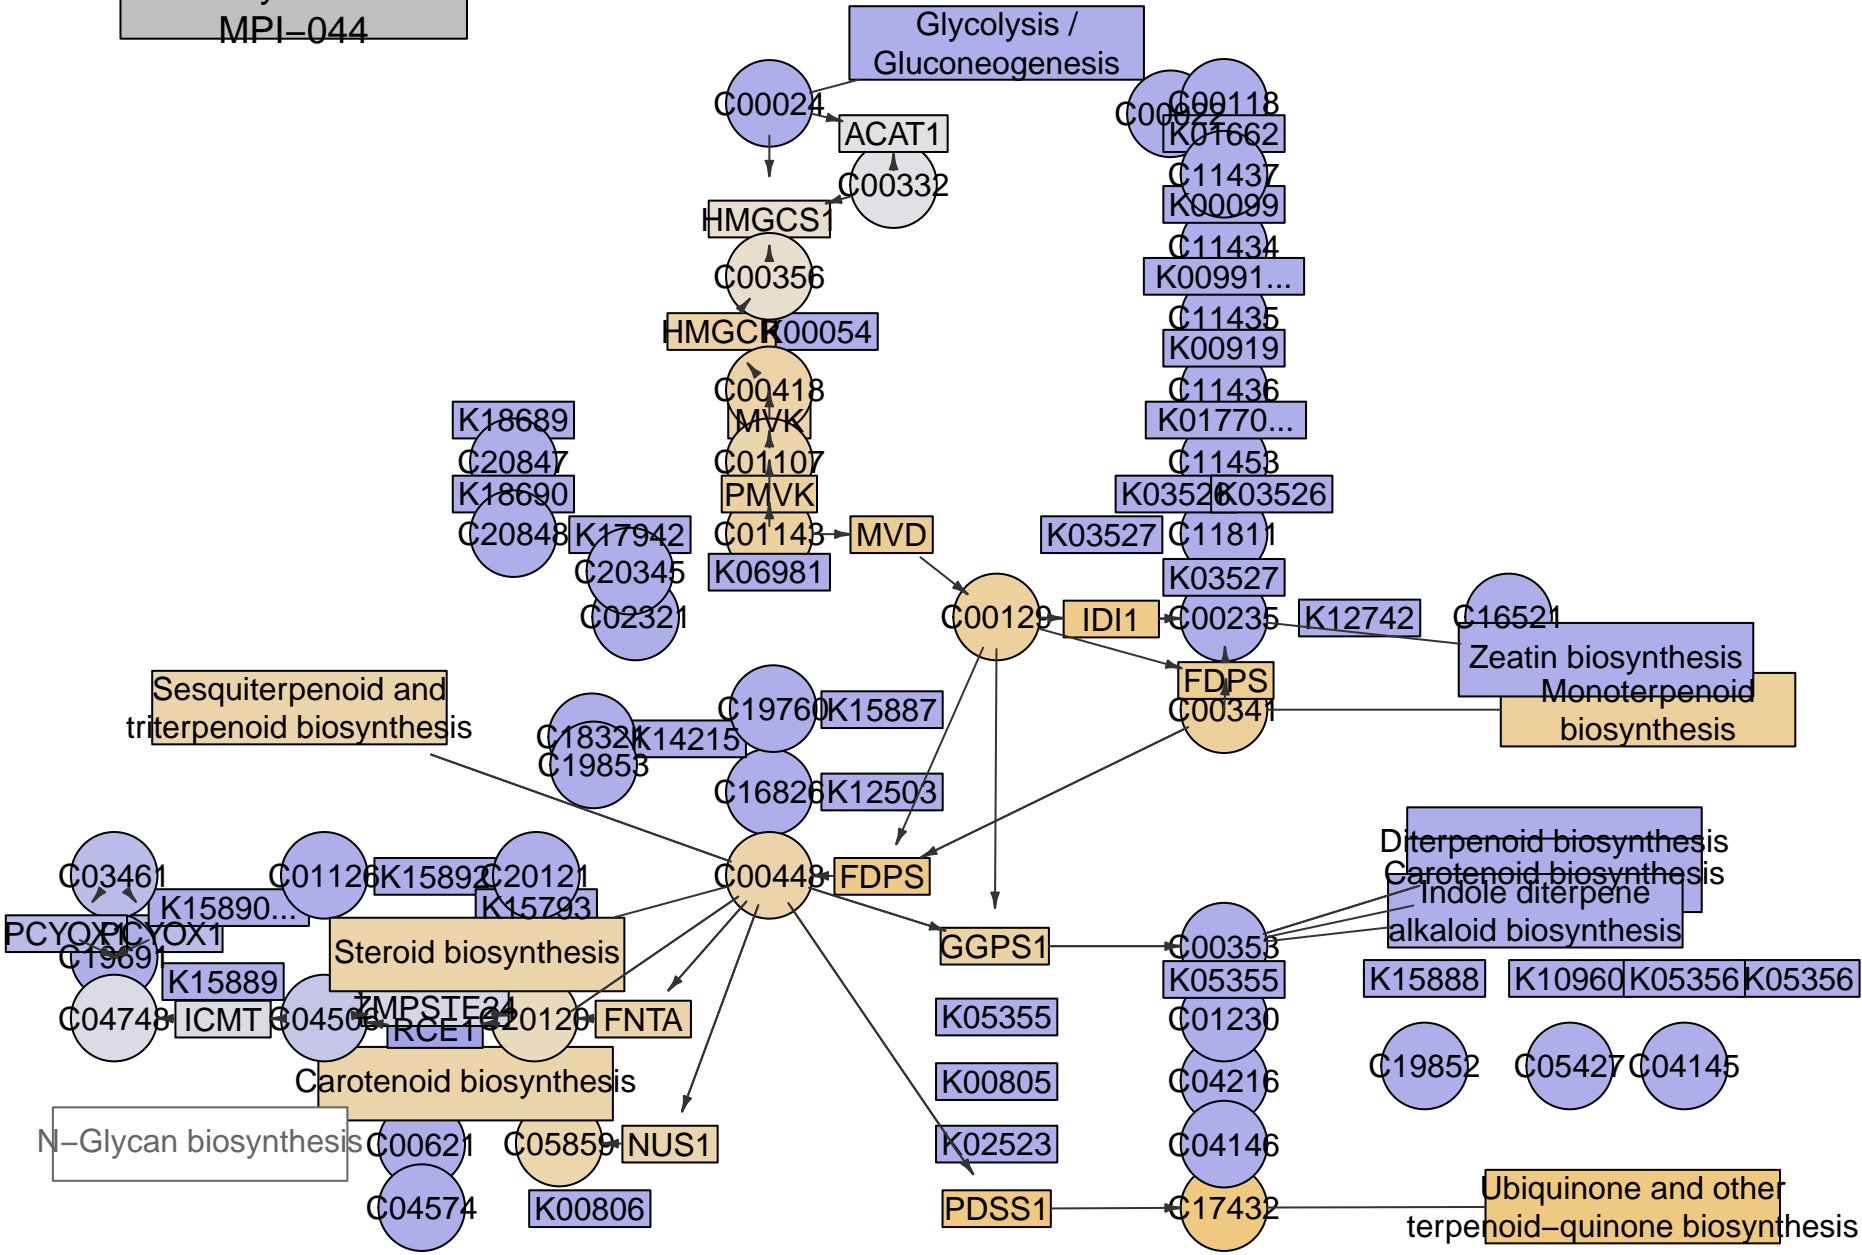 MPI−044
Glycolysis /
Gluconeogenesis
C00024
C00022
C00118
ACAT1
K01662
C00332
C11437
K00099
HMGCS1
C11434
C00356
K00991...
C11435
HMGCR
K00054
K00919
C00418
C11436
K18689
MVK
K01770...
C20847
C01107
C11453
K18690
PMVK
K03526
K03526
C20848
K17942
C01143
MVD
K03527
C11811
C20345
K06981
K03527
C02321
C00129
IDI1
C00235
K12742
C16521
Zeatin biosynthesis
FDPS
Sesquiterpenoid and
triterpenoid biosynthesis
Monoterpenoid
biosynthesis
C19760
K15887
C00341
C18324
K14215
C19853
C16826
K12503
Diterpenoid biosynthesis
Carotenoid biosynthesis
Indole diterpene
alkaloid biosynthesis
C03461
C01126
K15892
C20121
C00448
FDPS
K15890...
K15793
PCYOX1
PCYOX1
C19691
Steroid biosynthesis
GGPS1
C00353
K15889
K05355
K15888
K10960
K05356
K05356
C04748
ICMT
C04506
ZMPSTE24
RCE1
C20120
FNTA
K05355
C01230
C19852
C05427
C04145
Carotenoid biosynthesis
K00805
C04216
N−Glycan biosynthesis
C00621
C05859
NUS1
K02523
C04146
C04574
K00806
PDSS1
C17432
Ubiquinone and other
terpenoid−quinone biosynthesis